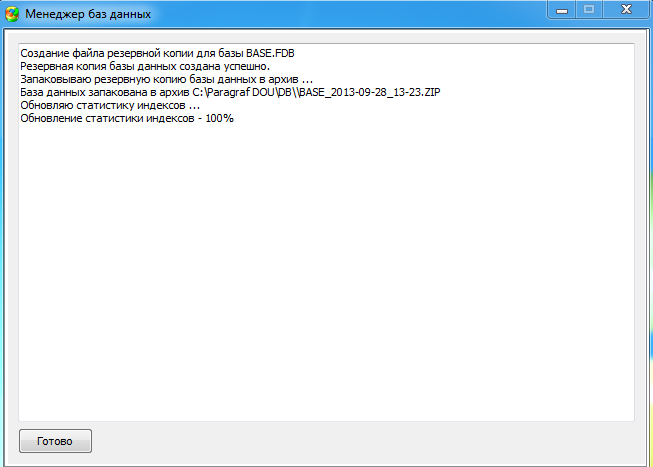 Менеджер баз данных
Создание файла резервной копии для базы BASE.FDB
Резервная копия базы данных создана успешно.
Запаковываю резервную копию базы данных в архив ...
База данных запакована в архив C:\Paragraf DOU\DB\\BASE_2013-09-28_13-23.ZIP
Обновляю статистику индексов ...
Обновление статистики индексов - 100%
Готово